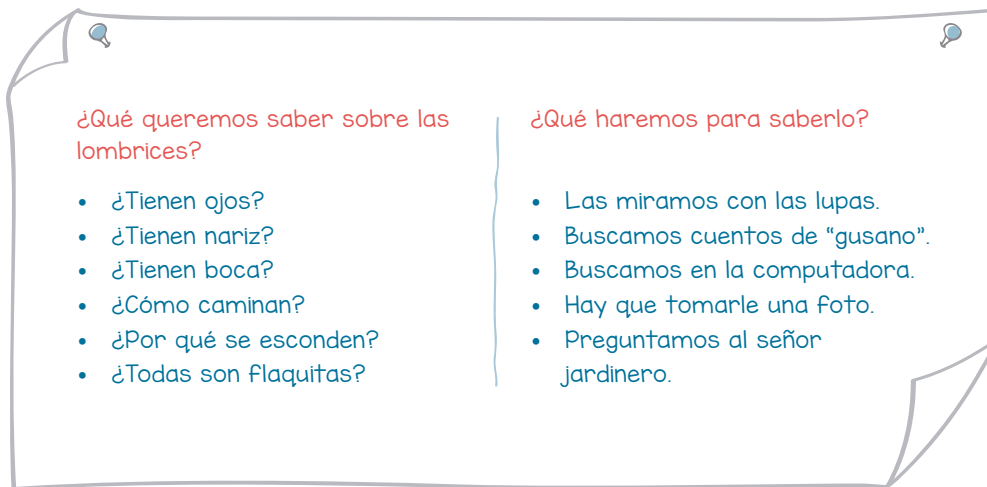 ¿Qué queremos saber sobre las
lombrices?
• ¿Tienen ojos?
• ¿Tienen nariz?
• ¿Tienen boca?
• ¿Cómo caminan?
• ¿Por qué se esconden?
• ¿Todas son flaquitas?
¿Qué haremos para saberlo?
• Las miramos con las lupas.
• Buscamos cuentos de “gusano”.
• Buscamos en la computadora.
• Hay que tomarle una foto.
• Preguntamos al señor
jardinero.